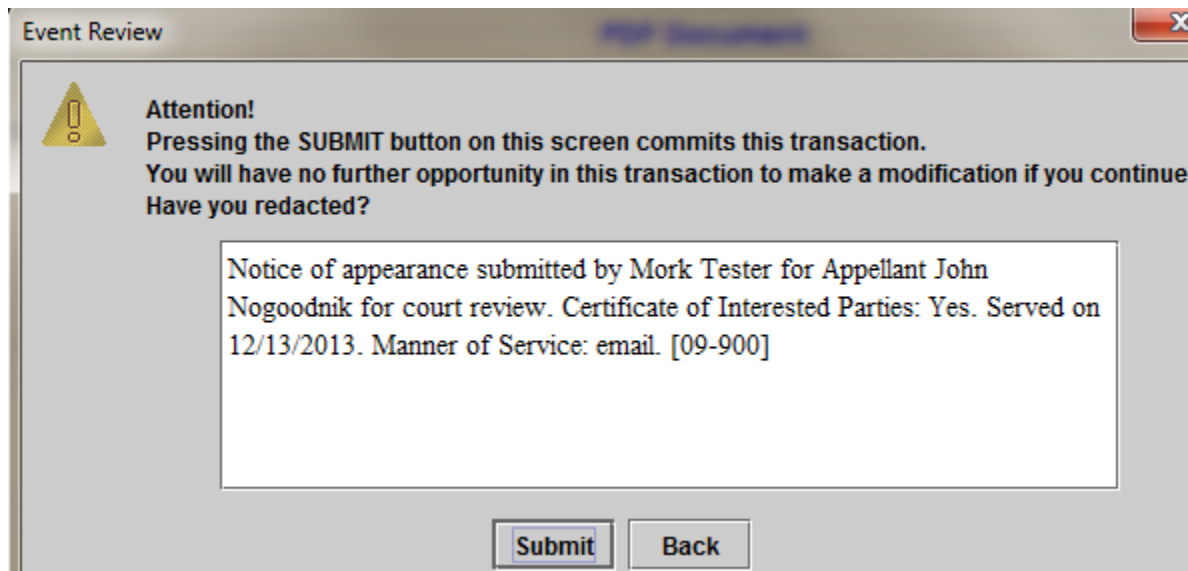 Event Review
PDF Document
Attention!
Pressing the SUBMIT button on this screen commits this transaction.
You will have no further opportunity in this transaction to make a modification if you continue
Have you redacted?
Notice of appearance submitted by Mork Tester for Appellant John
Nogoodnik for court review. Certificate of Interested Parties: Yes. Served on
12/13/2013. Manner of Service: email. [09-900]
Submit Back